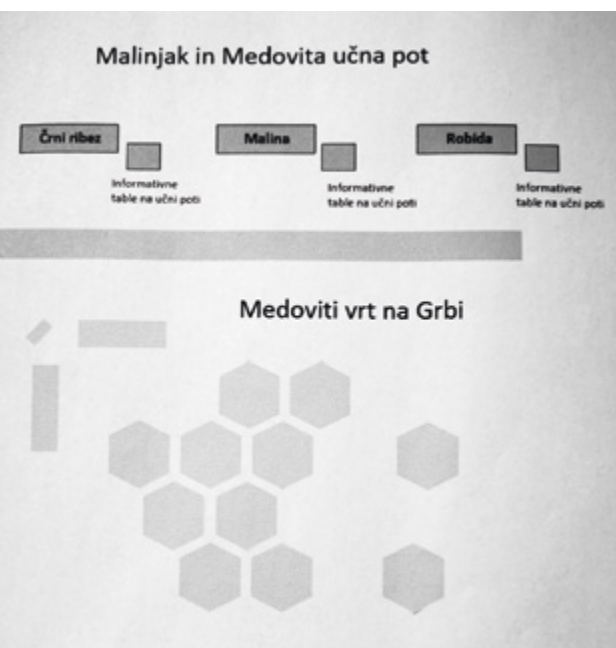 Malinjak in Medovita učna pot
Črni ribez
Malina
Robida
Informativne
table na učni poti
Informativne
table na učni poti
Informativne
table na učni poti
Medoviti vrt na Grbi